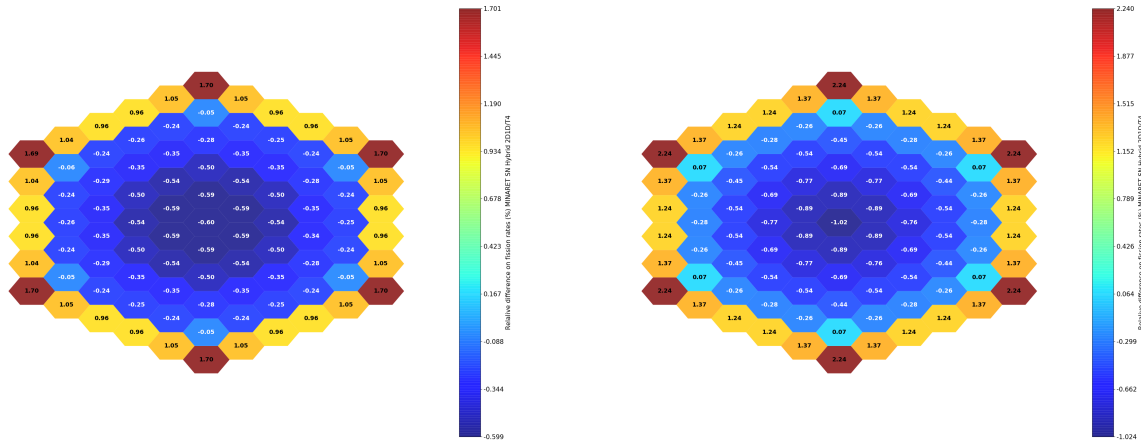 1.70
1.05 1.05
0.96 -0.05 0.96
0.96 -0.24 -0.24 0.96
1.04 -0.26 -0.28 -0.26 1.05
1.69 -0.24 -0.35 -0.35 -0.24 1.70
-0.06 -0.35 -0.50 -0.35 -0.05
1.04 -0.29 -0.54 -0.54 -0.28 1.05
-0.24 -0.50 -0.59 -0.50 -0.24
0.96 -0.35 -0.59 -0.59 -0.35 0.96
-0.26 -0.54 -0.60 -0.54 -0.25
0.96 -0.35 -0.59 -0.59 -0.34 0.96
-0.24 -0.50 -0.59 -0.50 -0.24
1.04 -0.29 -0.54 -0.54 -0.28 1.05
-0.05 -0.35 -0.50 -0.35 -0.05
1.70 -0.24 -0.35 -0.35 -0.24 1.70
1.05 -0.25 -0.28 -0.25 1.05
0.96 -0.24 -0.24 0.96
0.96 -0.05 0.96
1.05 1.05
1.70
1.701
1.445
1.190
0.934
0.678
0.423
0.167
-0.088
-0.344
-0.599
Relative difference on fission rates (%) MINARET SN Hybrid 201D/T4
2.24
1.37 1.37
1.24 0.07 1.24
1.24 -0.26 -0.26 1.24
1.37 -0.28 -0.45 -0.28 1.37
2.24 -0.26 -0.54 -0.54 -0.26 2.24
0.07 -0.54 -0.69 -0.54 0.07
1.37 -0.45 -0.77 -0.77 -0.44 1.37
-0.26 -0.69 -0.89 -0.69 -0.26
1.24 -0.54 -0.89 -0.89 -0.54 1.24
-0.28 -0.77 -1.02 -0.76 -0.28
1.24 -0.54 -0.89 -0.89 -0.54 1.24
-0.26 -0.69 -0.89 -0.69 -0.26
1.37 -0.45 -0.77 -0.76 -0.44 1.37
0.07 -0.54 -0.69 -0.54 0.07
2.24 -0.26 -0.54 -0.54 -0.26 2.24
1.37 -0.28 -0.44 -0.28 1.37
1.24 -0.26 -0.26 1.24
1.24 0.07 1.24
1.37 1.37
2.24
2.240
1.877
1.515
1.152
0.789
0.426
0.064
-0.299
-0.662
-1.024
Relative difference on fission rates (%) MINARET SN Hybrid 201D/T4